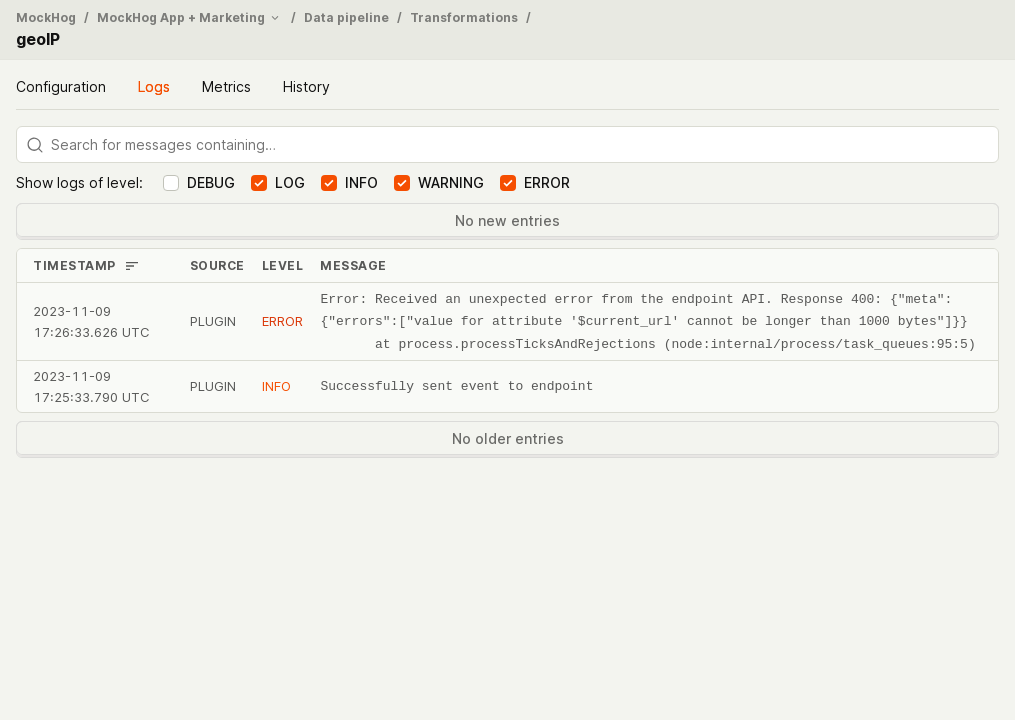 MockHog / MockHog App + Marketing / Data pipeline / Transformations /
geoIP
Configuration Logs Metrics History
Search for messages containing…
Show logs of level: DEBUG LOG INFO WARNING ERROR
No new entries
TIMESTAMP SOURCE LEVEL MESSAGE
2023-11-09
17:26:33.626 UTC
PLUGIN ERROR
Error: Received an unexpected error from the endpoint API. Response 400: {"meta":
{"errors":["value for attribute '$current_url' cannot be longer than 1000 bytes"]}}
at process.processTicksAndRejections (node:internal/process/task_queues:95:5)
2023-11-09
17:25:33.790 UTC
PLUGIN INFO Successfully sent event to endpoint
No older entries